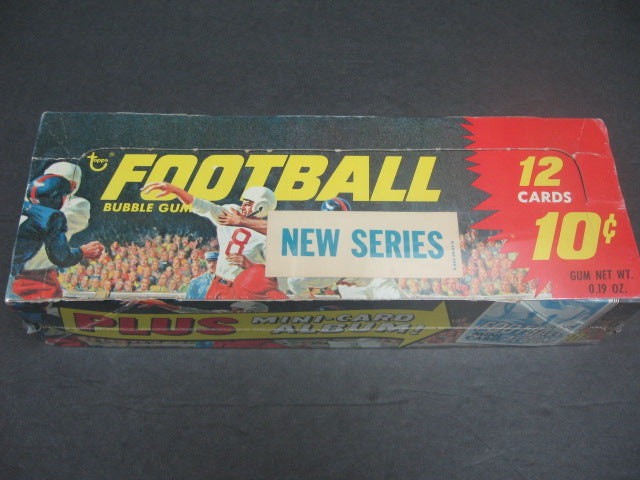 topps
FOOTBALL
BUBBLE GUM
8
NEW SERIES
12
CARDS
10¢
GUM NET WT.
0.19 OZ.
PLUS
MINI-CARD
ALBUM!